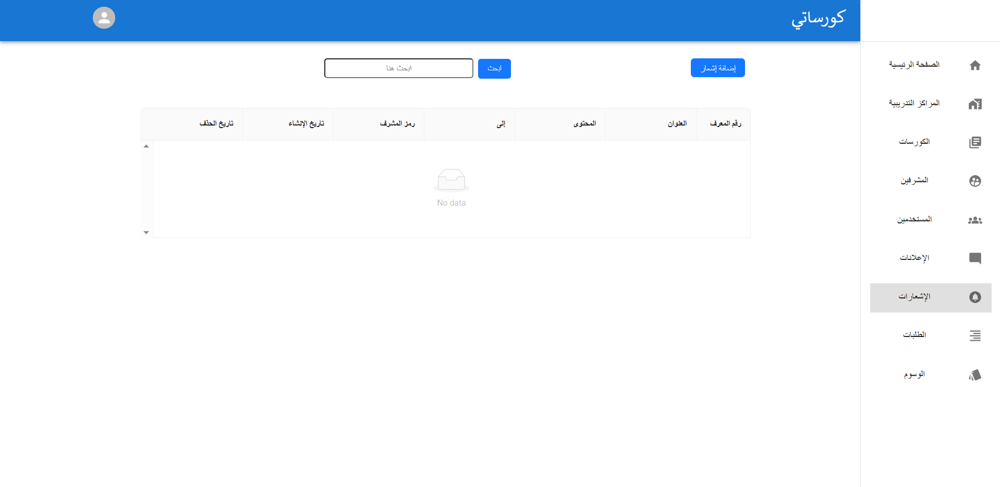 كورساتي
الصفحة الرئيسية
المراكز التدريبية
الكورسات
المشرفين
المستخدمين
الإعلانات
الإشعارات
الطلبات
الوسوم
إضافة إشعار
ابحث
ابحث هنا
رقم المعرف
العنوان
المحتوى
إلى
رمز المشرف
تاريخ الإنشاء
تاريخ الحذف
No data